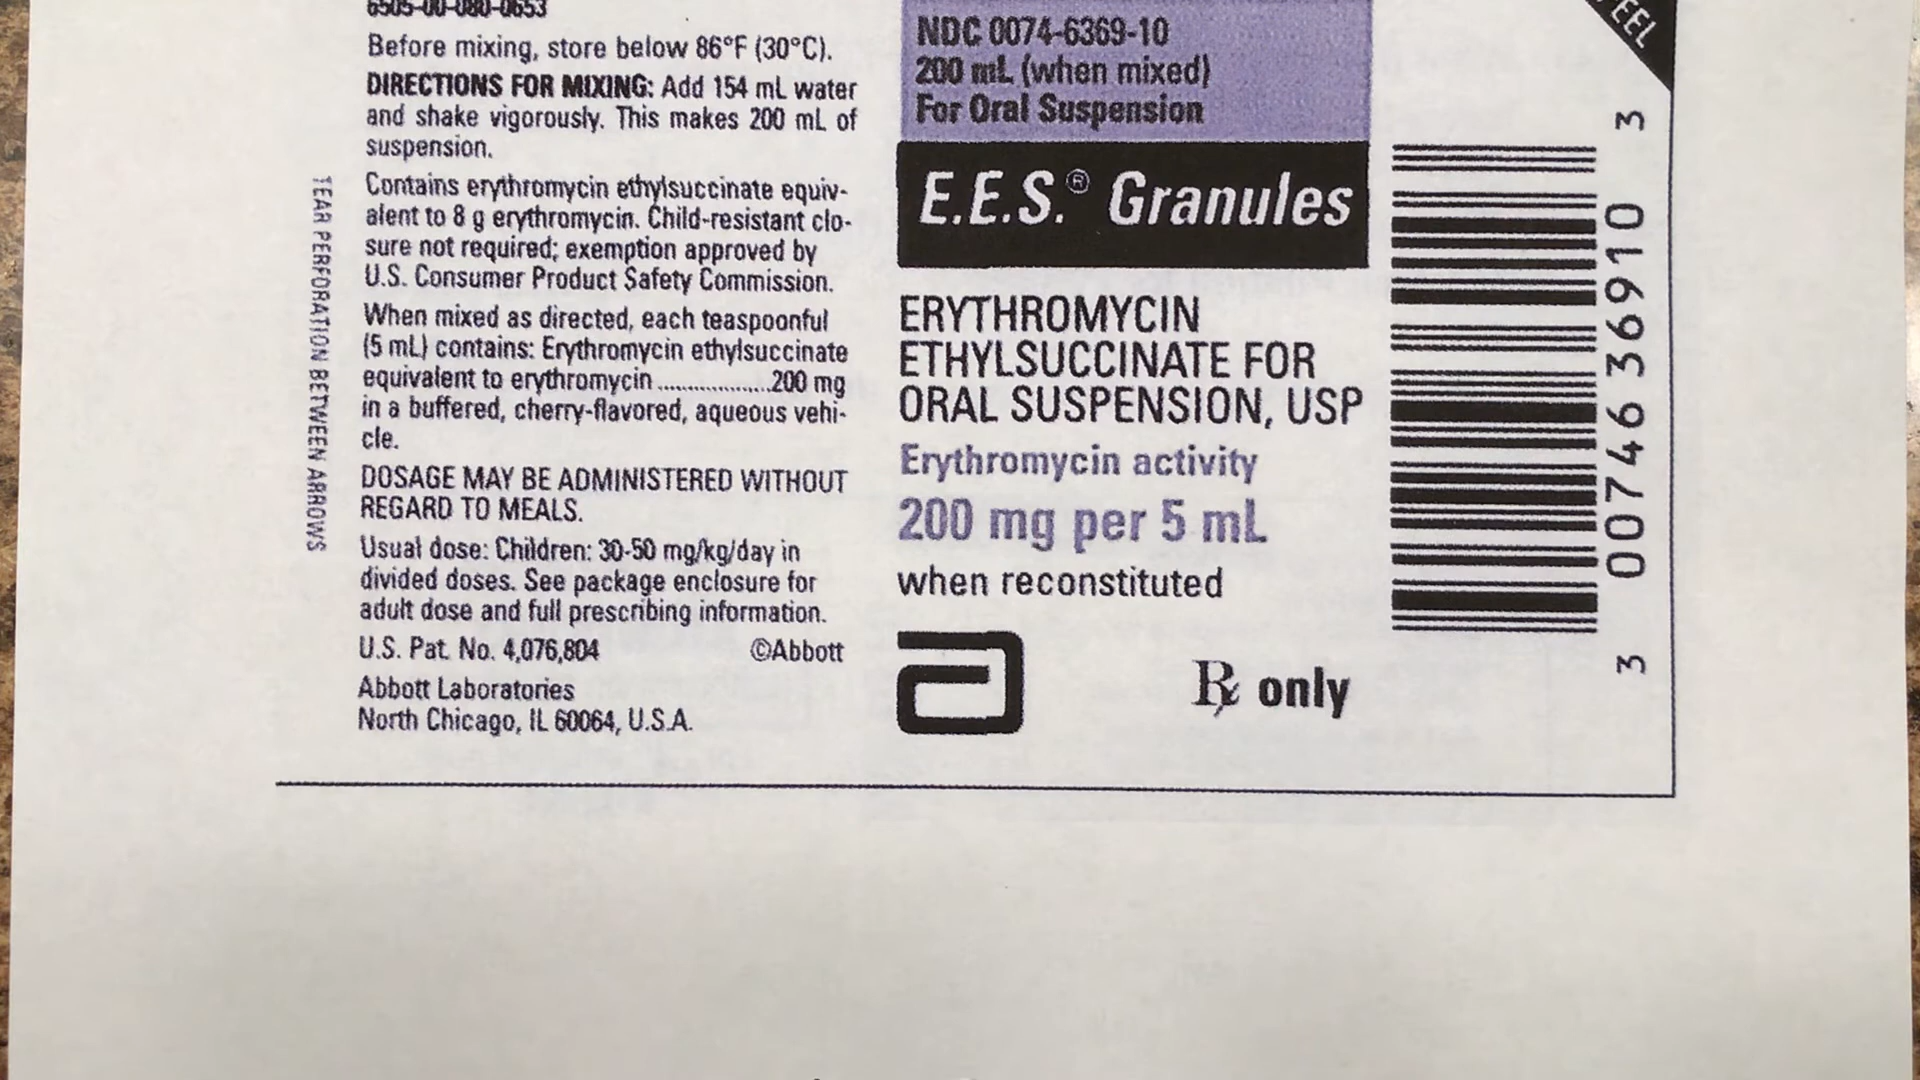 6505-00-080-0653
Before mixing, store below 86°F (30°C).
DIRECTIONS FOR MIXING: Add 154 mL water
and shake vigorously. This makes 200 mL of
suspension.
Contains erythromycin ethylsuccinate equiv-
alent to 8 g erythromycin. Child-resistant clo-
sure not required; exemption approved by
U.S. Consumer Product Safety Commission.
When mixed as directed, each teaspoonful
(5 mL) contains: Erythromycin ethylsuccinate
equivalent to erythromycin ..................200 mg
in a buffered, cherry-flavored, aqueous vehi-
cle.
DOSAGE MAY BE ADMINISTERED WITHOUT
REGARD TO MEALS.
Usual dose: Children: 30-50 mg/kg/day in
divided doses. See package enclosure for
adult dose and full prescribing information.
U.S. Pat. No. 4,076,804 ©Abbott
Abbott Laboratories
North Chicago, IL 60064, U.S.A.
TEAR PERFORATION BETWEEN ARROWS
NDC 0074-6369-10
200 mL (when mixed)
For Oral Suspension
E.E.S.® Granules
ERYTHROMYCIN
ETHYLSUCCINATE FOR
ORAL SUSPENSION, USP
Erythromycin activity
200 mg per 5 mL
when reconstituted
℞ only
3 00746 36910 3